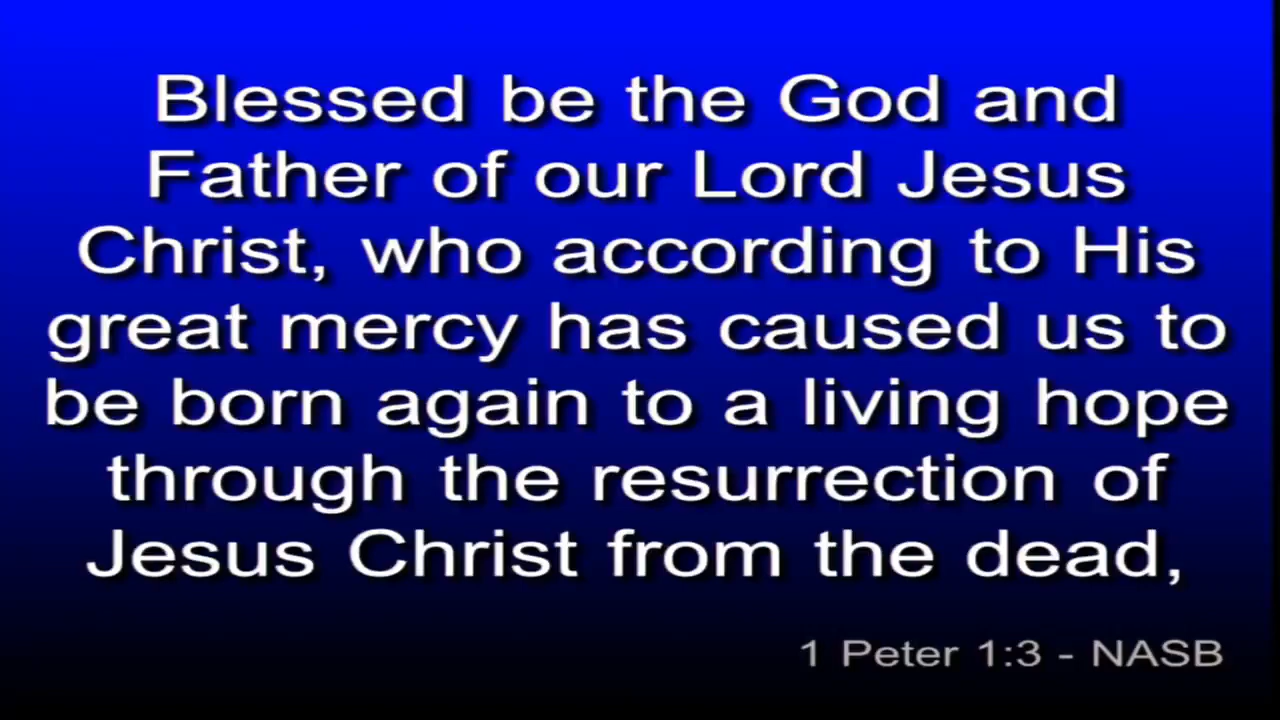 Blessed be the God and
Father of our Lord Jesus
Christ, who according to His
great mercy has caused us to
be born again to a living hope
through the resurrection of
Jesus Christ from the dead,
1 Peter 1:3 - NASB